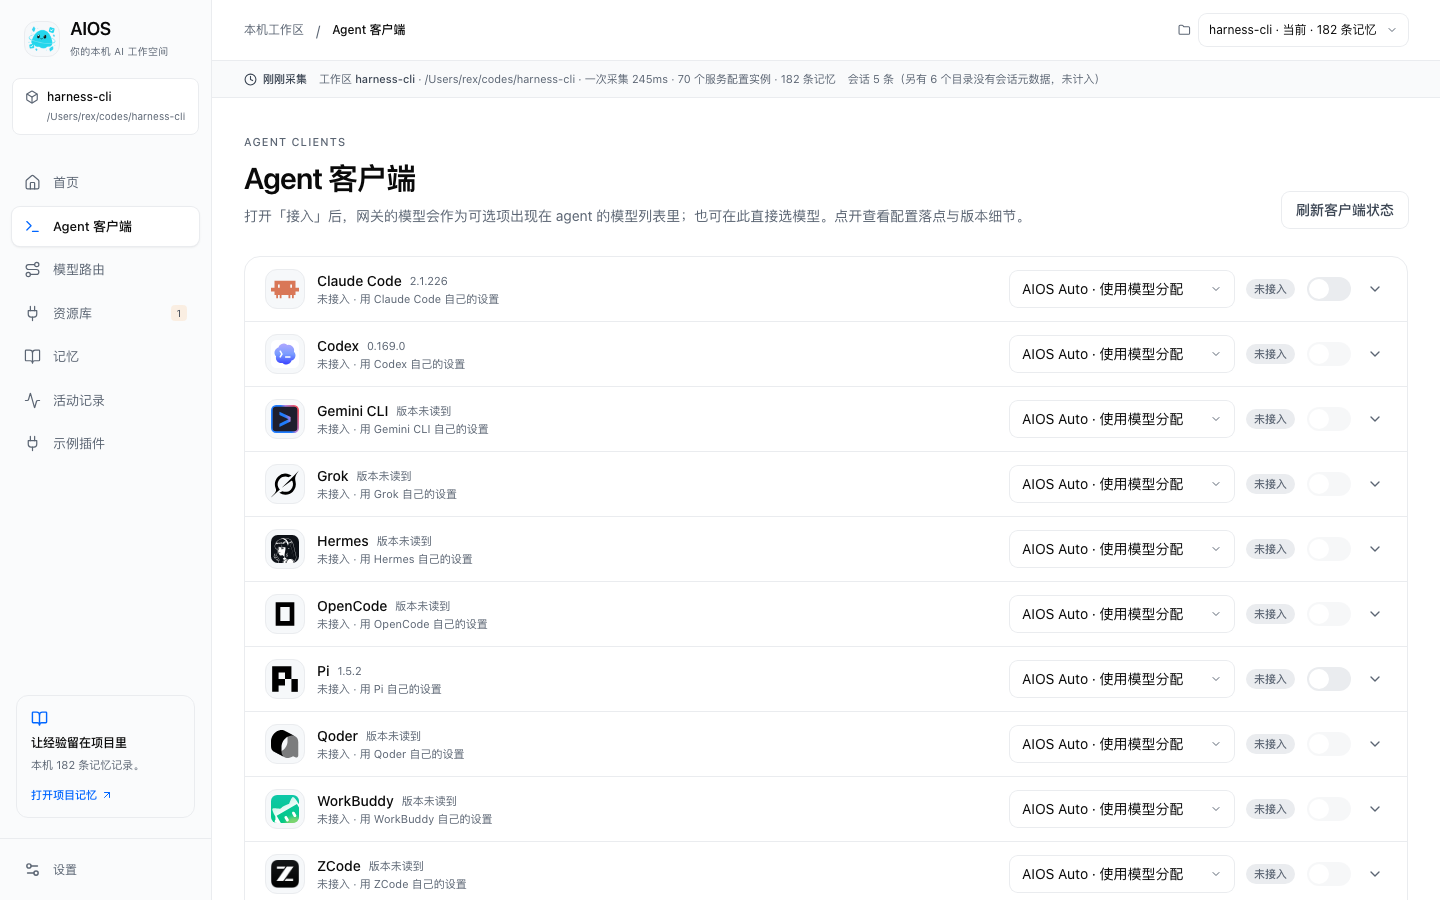 AIOS
你的本机 AI 工作空间
harness-cli
/Users/rex/codes/harness-cli
首页
Agent 客户端
模型路由
资源库
1
记忆
活动记录
示例插件
让经验留在项目里
本机 182 条记忆记录。
打开项目记忆
设置
本机工作区 / Agent 客户端
harness-cli · 当前 · 182 条记忆
刚刚采集 工作区 harness-cli · /Users/rex/codes/harness-cli · 一次采集 245ms · 70 个服务配置实例 · 182 条记忆 会话 5 条（另有 6 个目录没有会话元数据，未计入）
AGENT CLIENTS
Agent 客户端
打开「接入」后，网关的模型会作为可选项出现在 agent 的模型列表里；也可在此直接选模型。点开查看配置落点与版本细节。
刷新客户端状态
Claude Code 2.1.226
未接入 · 用 Claude Code 自己的设置
AIOS Auto · 使用模型分配
未接入
Codex 0.169.0
未接入 · 用 Codex 自己的设置
AIOS Auto · 使用模型分配
未接入
Gemini CLI 版本未读到
未接入 · 用 Gemini CLI 自己的设置
AIOS Auto · 使用模型分配
未接入
Grok 版本未读到
未接入 · 用 Grok 自己的设置
AIOS Auto · 使用模型分配
未接入
Hermes 版本未读到
未接入 · 用 Hermes 自己的设置
AIOS Auto · 使用模型分配
未接入
OpenCode 版本未读到
未接入 · 用 OpenCode 自己的设置
AIOS Auto · 使用模型分配
未接入
Pi 1.5.2
未接入 · 用 Pi 自己的设置
AIOS Auto · 使用模型分配
未接入
Qoder 版本未读到
未接入 · 用 Qoder 自己的设置
AIOS Auto · 使用模型分配
未接入
WorkBuddy 版本未读到
未接入 · 用 WorkBuddy 自己的设置
AIOS Auto · 使用模型分配
未接入
ZCode 版本未读到
未接入 · 用 ZCode 自己的设置
AIOS Auto · 使用模型分配
未接入